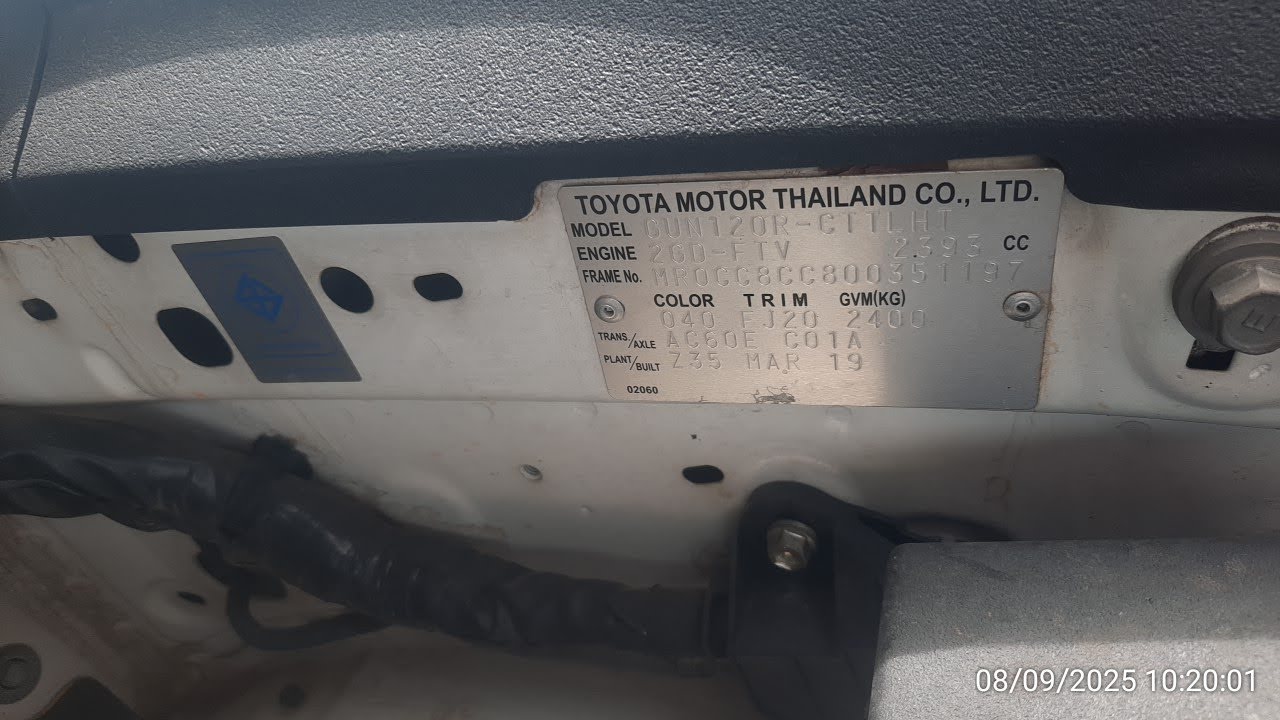 TOYOTA MOTOR THAILAND CO., LTD.
MODEL GUN120R-CTTLHT
ENGINE 2GD-FTV 2.393 CC
FRAME No. MR0CC8CC800351197
COLOR TRIM GVM(KG)
040 FJ20 2400
TRANS/AXLE AC60E C01A
PLANT/BUILT Z35 MAR 19
02060
E
08/09/2025 10:20:01